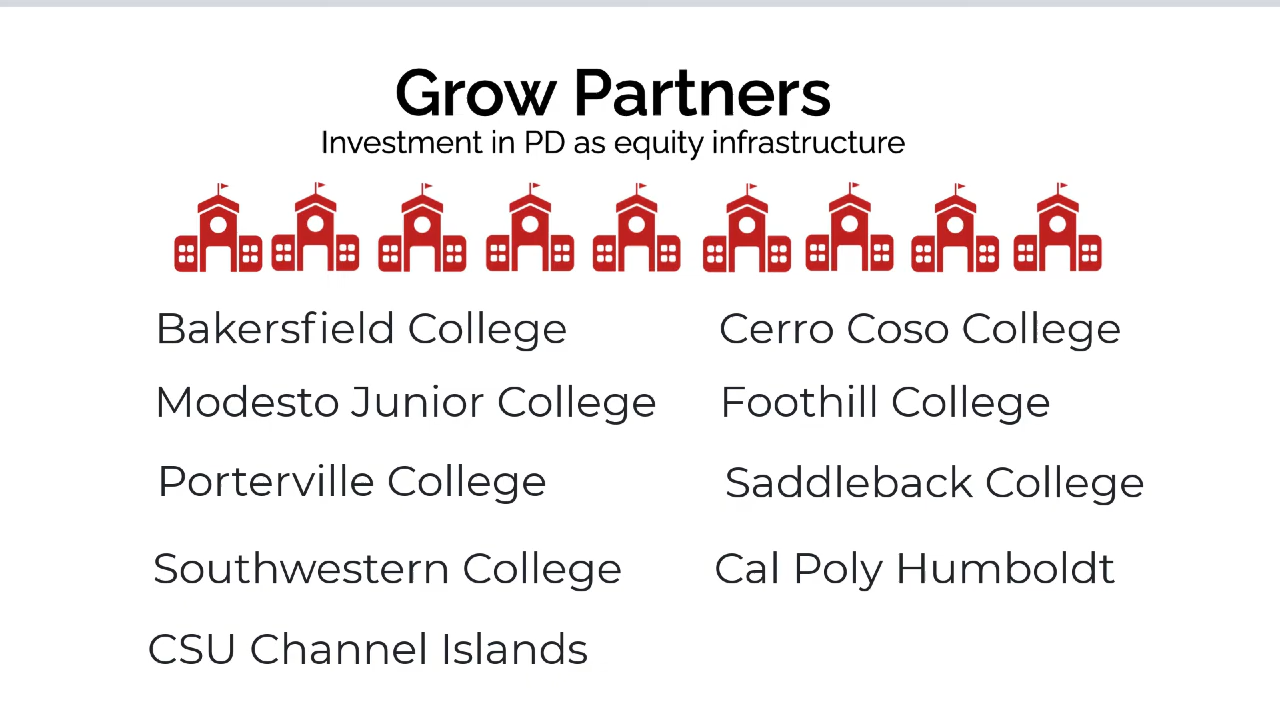 Grow Partners
Investment in PD as equity infrastructure
Bakersfield College
Cerro Coso College
Modesto Junior College
Foothill College
Porterville College
Saddleback College
Southwestern College
Cal Poly Humboldt
CSU Channel Islands